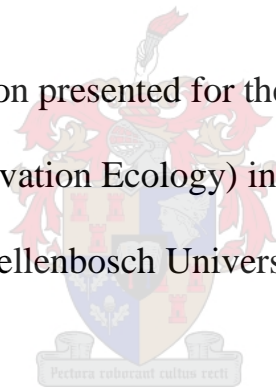 on presented for the
vation Ecology) in
ellenbosch Univers
Pectora roborant cultus recti